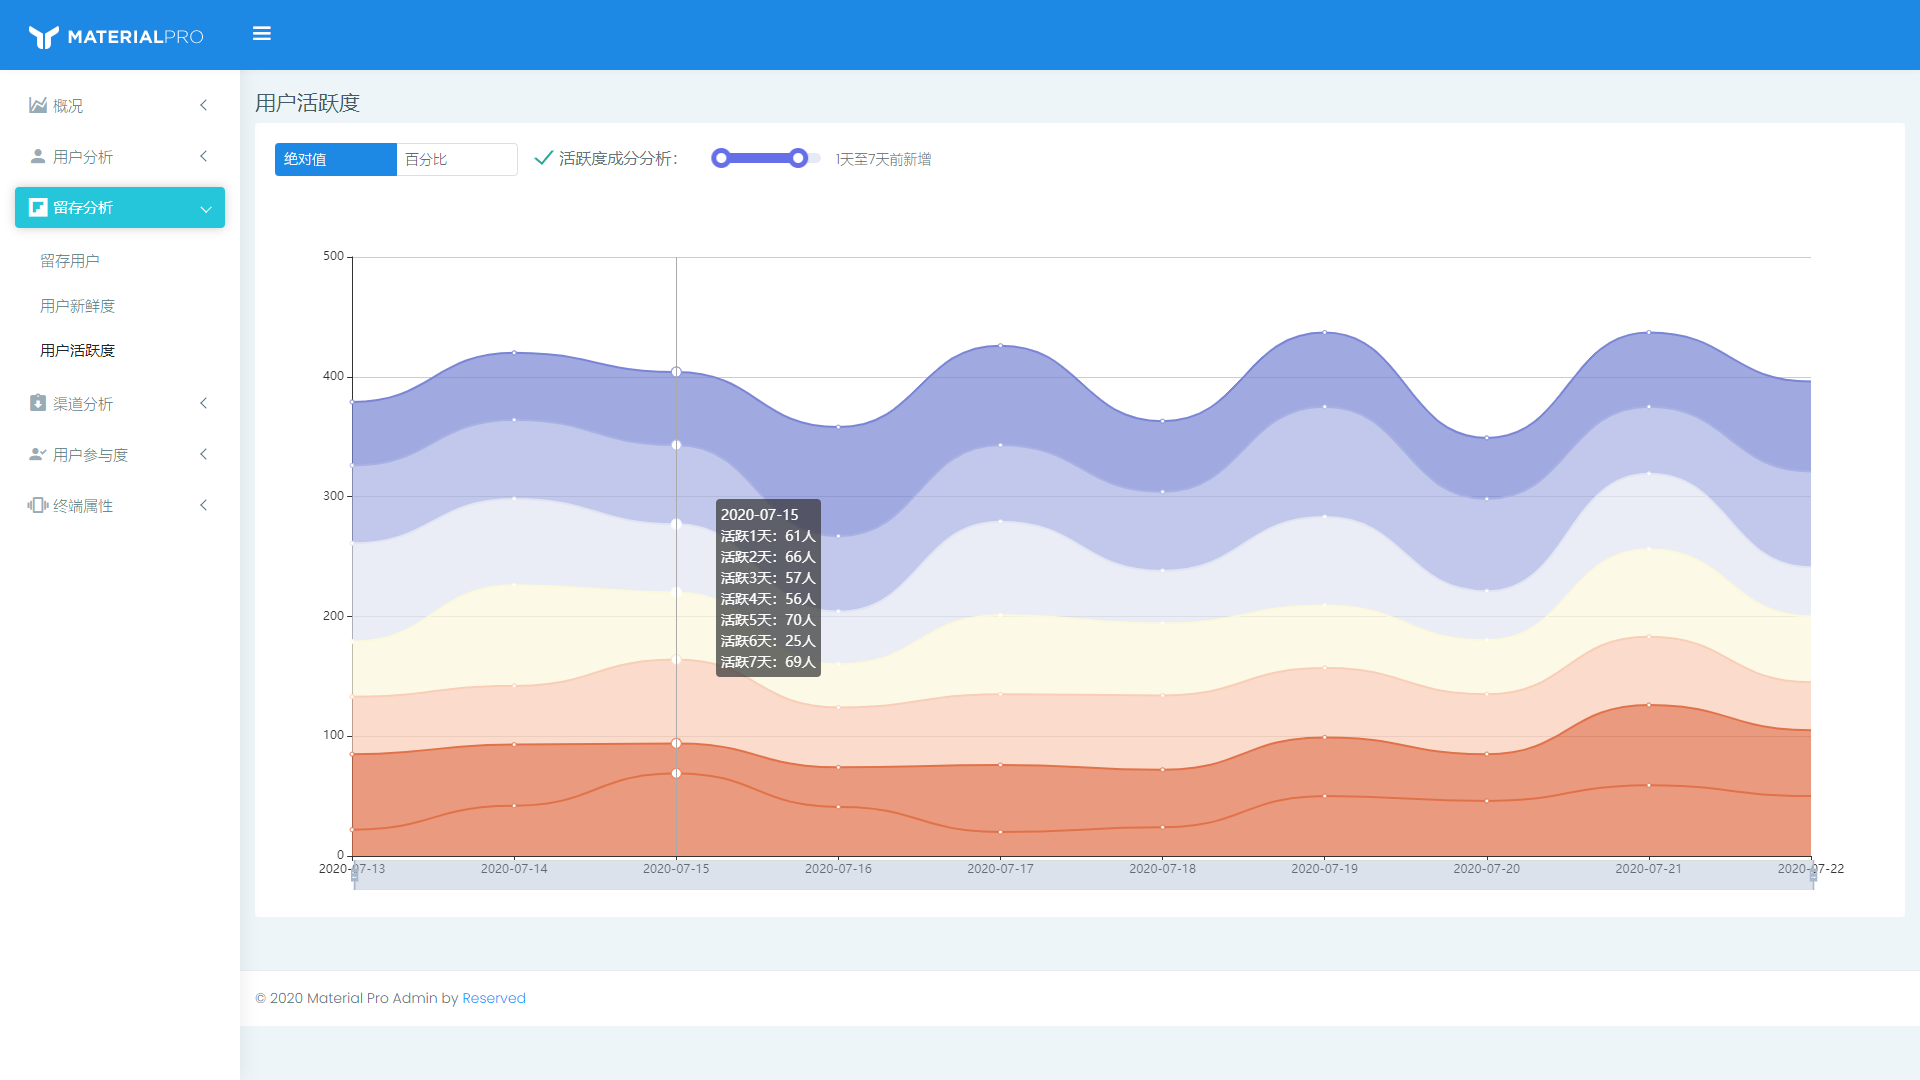 MATERIALPRO
概况
用户分析
留存分析
留存用户
用户新鲜度
用户活跃度
渠道分析
用户参与度
终端属性
用户活跃度
绝对值
百分比
活跃度成分分析：
1天至7天前新增
500
400
300
200
100
0
2020-07-15
活跃1天：61人
活跃2天：66人
活跃3天：57人
活跃4天：56人
活跃5天：70人
活跃6天：25人
活跃7天：69人
2020-07-13
2020-07-14
2020-07-15
2020-07-16
2020-07-17
2020-07-18
2020-07-19
2020-07-20
2020-07-21
2020-07-22
© 2020 Material Pro Admin by Reserved